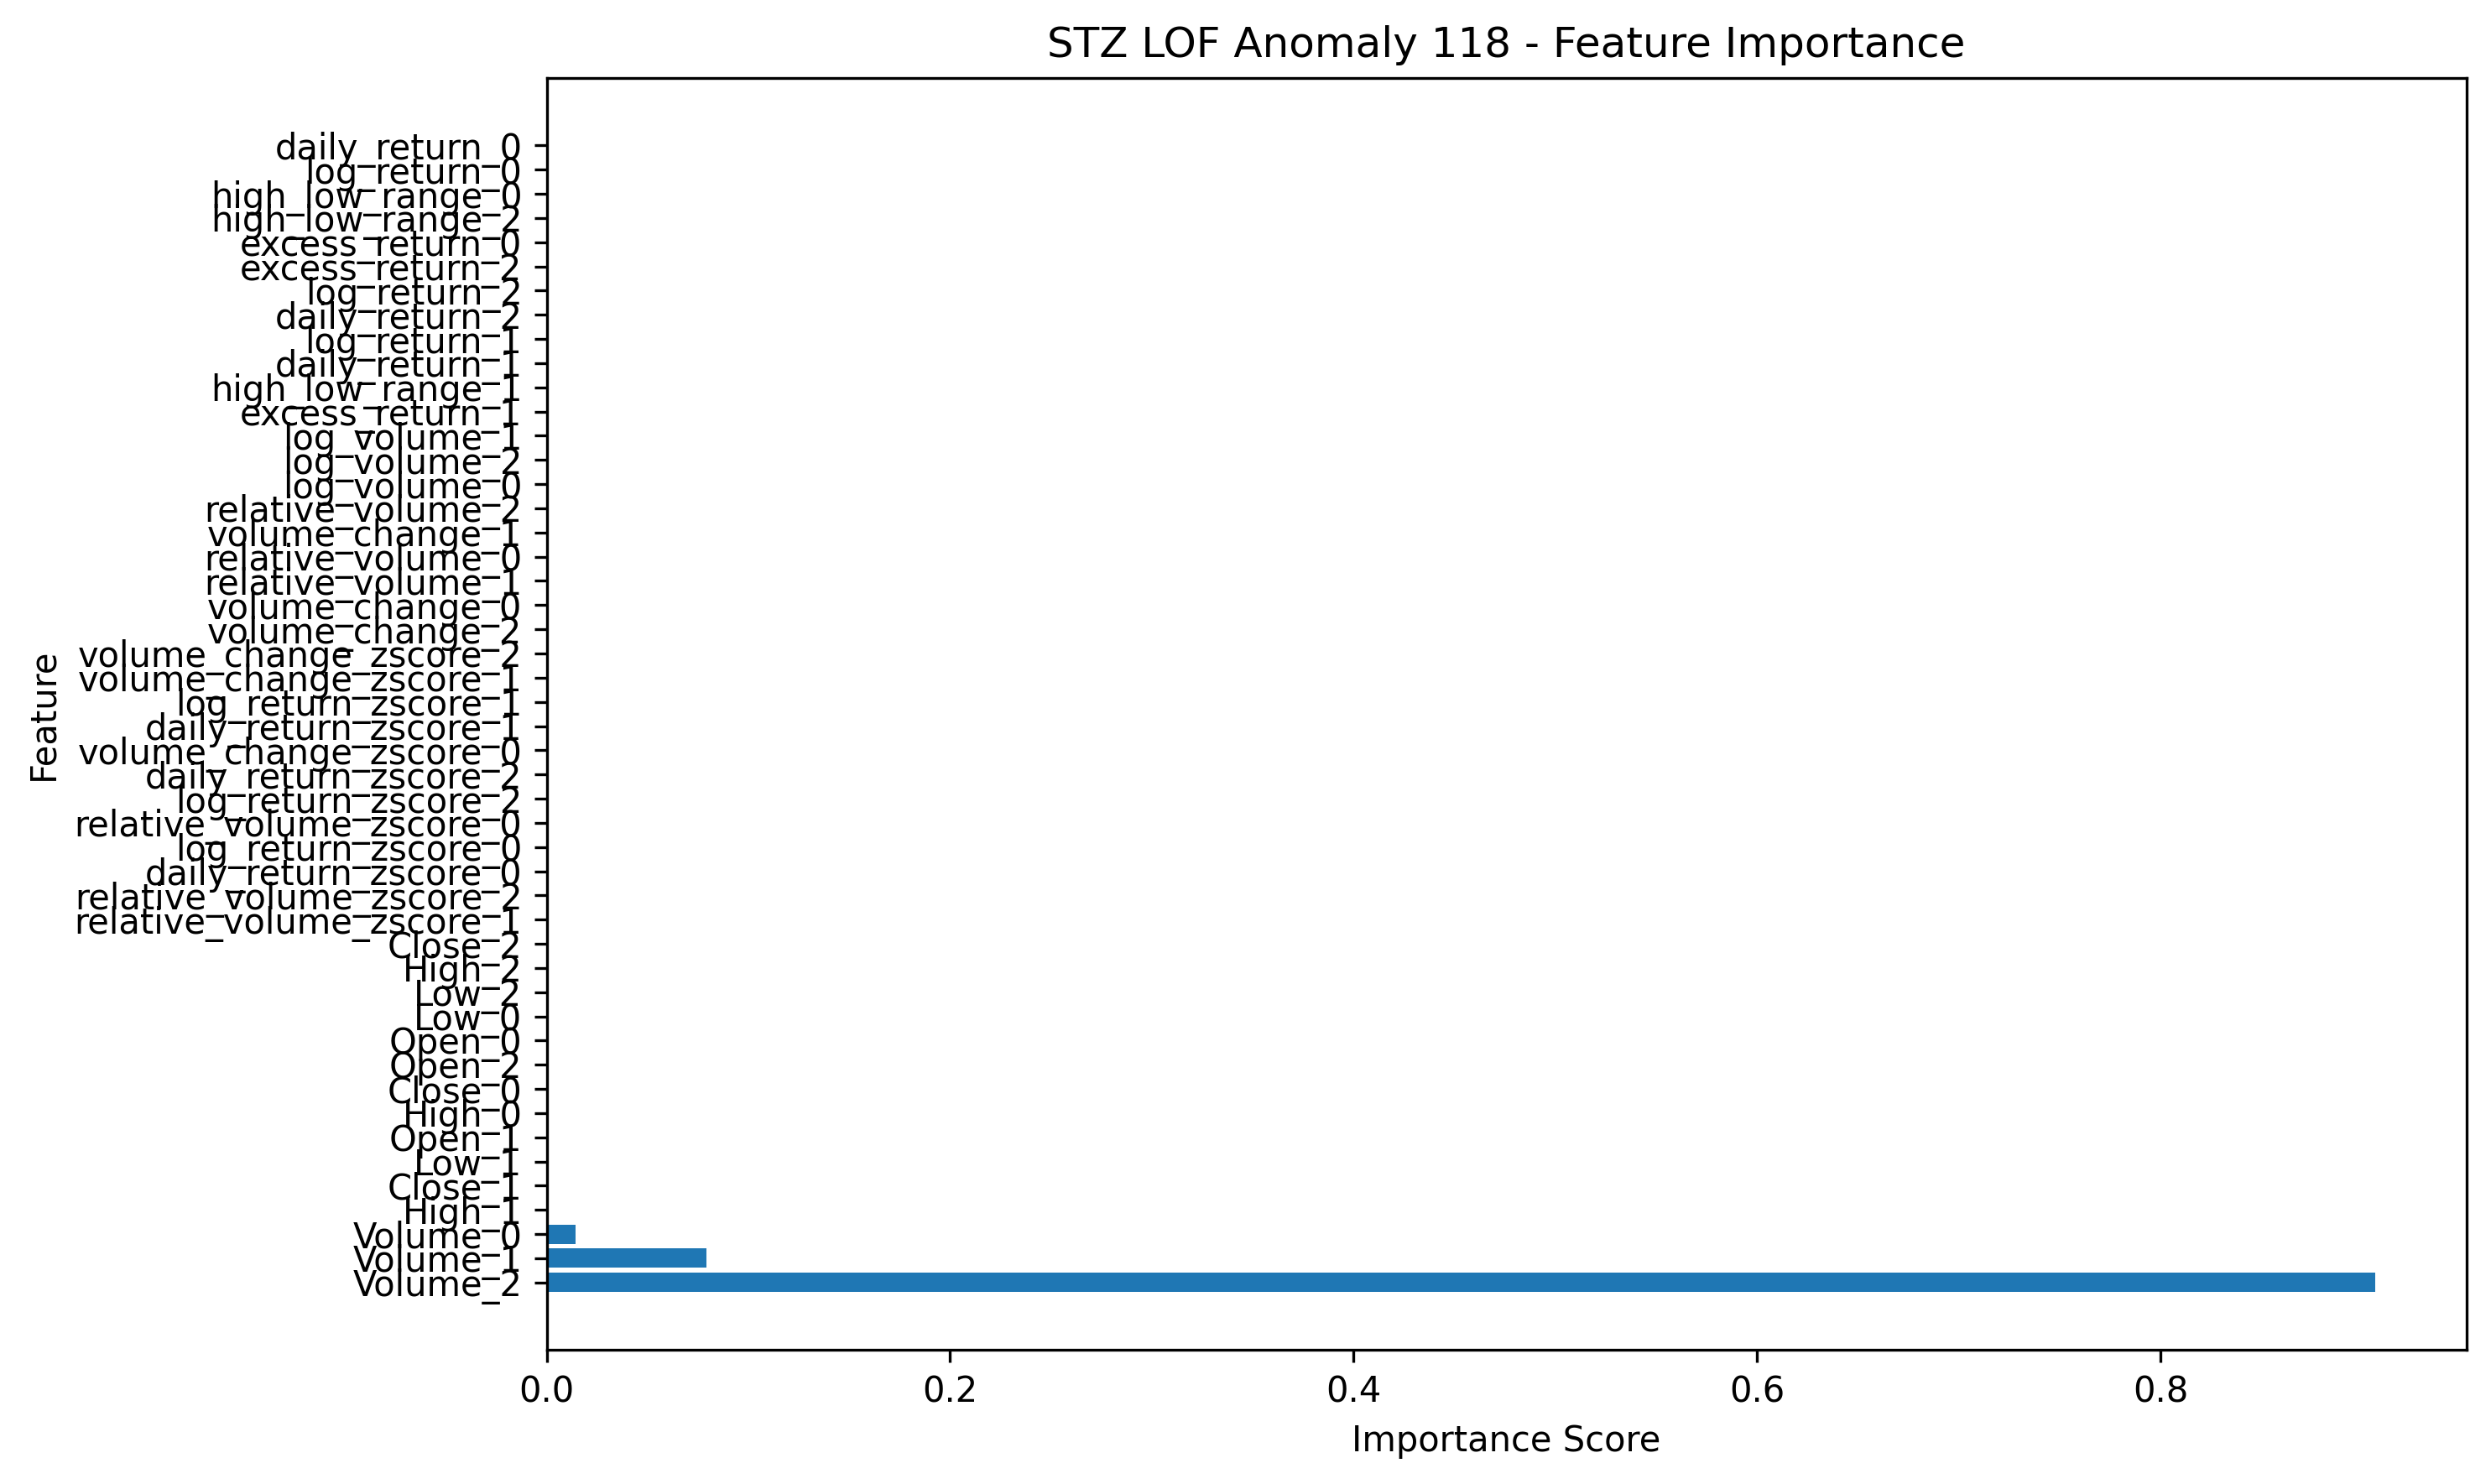 STZ LOF Anomaly 118 - Feature Importance
daily_return_0
log_return_0
high_low_range_0
high_low_range_2
excess_return_0
excess_return_2
log_return_2
daily_return_2
log_return_1
daily_return_1
high_low_range_1
excess_return_1
log_volume_1
log_volume_2
log_volume_0
relative_volume_2
volume_change_1
relative_volume_0
relative_volume_1
volume_change_0
volume_change_2
volume_change_zscore_2
volume_change_zscore_1
log_return_zscore_1
daily_return_zscore_1
volume_change_zscore_0
daily_return_zscore_2
log_return_zscore_2
relative_volume_zscore_0
log_return_zscore_0
daily_return_zscore_0
relative_volume_zscore_2
relative_volume_zscore_1
Close_2
High_2
Low_2
Low_0
Open_0
Open_2
Close_0
High_0
Open_1
Low_1
Close_1
High_1
Volume_0
Volume_1
Volume_2
Feature
0.0 0.2 0.4 0.6 0.8
Importance Score